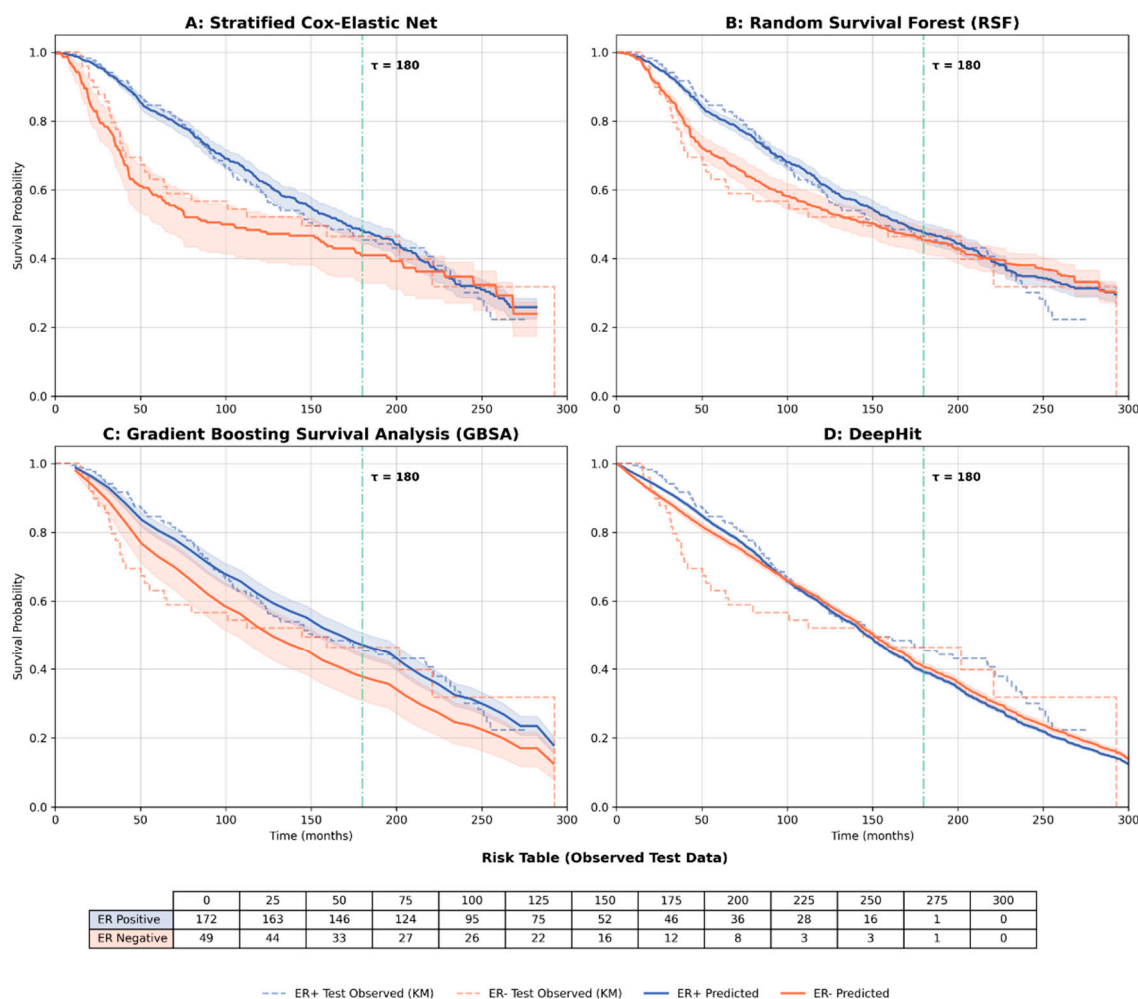 A: Stratified Cox-Elastic Net
B: Random Survival Forest (RSF)
1.0
0.8
0.6
0.4
0.2
0.0
Survival Probability
τ = 180
0 50 100 150 200 250 300
1.0
0.8
0.6
0.4
0.2
0.0
τ = 180
0 50 100 150 200 250 300
C: Gradient Boosting Survival Analysis (GBSA)
D: DeepHit
1.0
0.8
0.6
0.4
0.2
0.0
Survival Probability
τ = 180
0 50 100 150 200 250 300
Time (months)
1.0
0.8
0.6
0.4
0.2
0.0
τ = 180
0 50 100 150 200 250 300
Time (months)
Risk Table (Observed Test Data)
0 25 50 75 100 125 150 175 200 225 250 275 300
ER Positive 172 163 146 124 95 75 52 46 36 28 16 1 0
ER Negative 49 44 33 27 26 22 16 12 8 3 3 1 0
ER+ Test Observed (KM) ER- Test Observed (KM) ER+ Predicted ER- Predicted